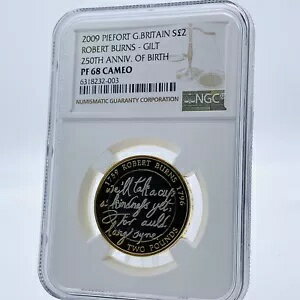 2009 PIEFORT G.BRITAIN S£2
ROBERT BURNS - GILT
250TH ANNIV. OF BIRTH
PF 68 CAMEO
6318232-003
NUMISMATIC GUARANTY CORPORATION
NGC
1759 ROBERT BURNS 1796
we'll tak a cup
o' kindness yet,
for auld
lang syne
TWO POUNDS